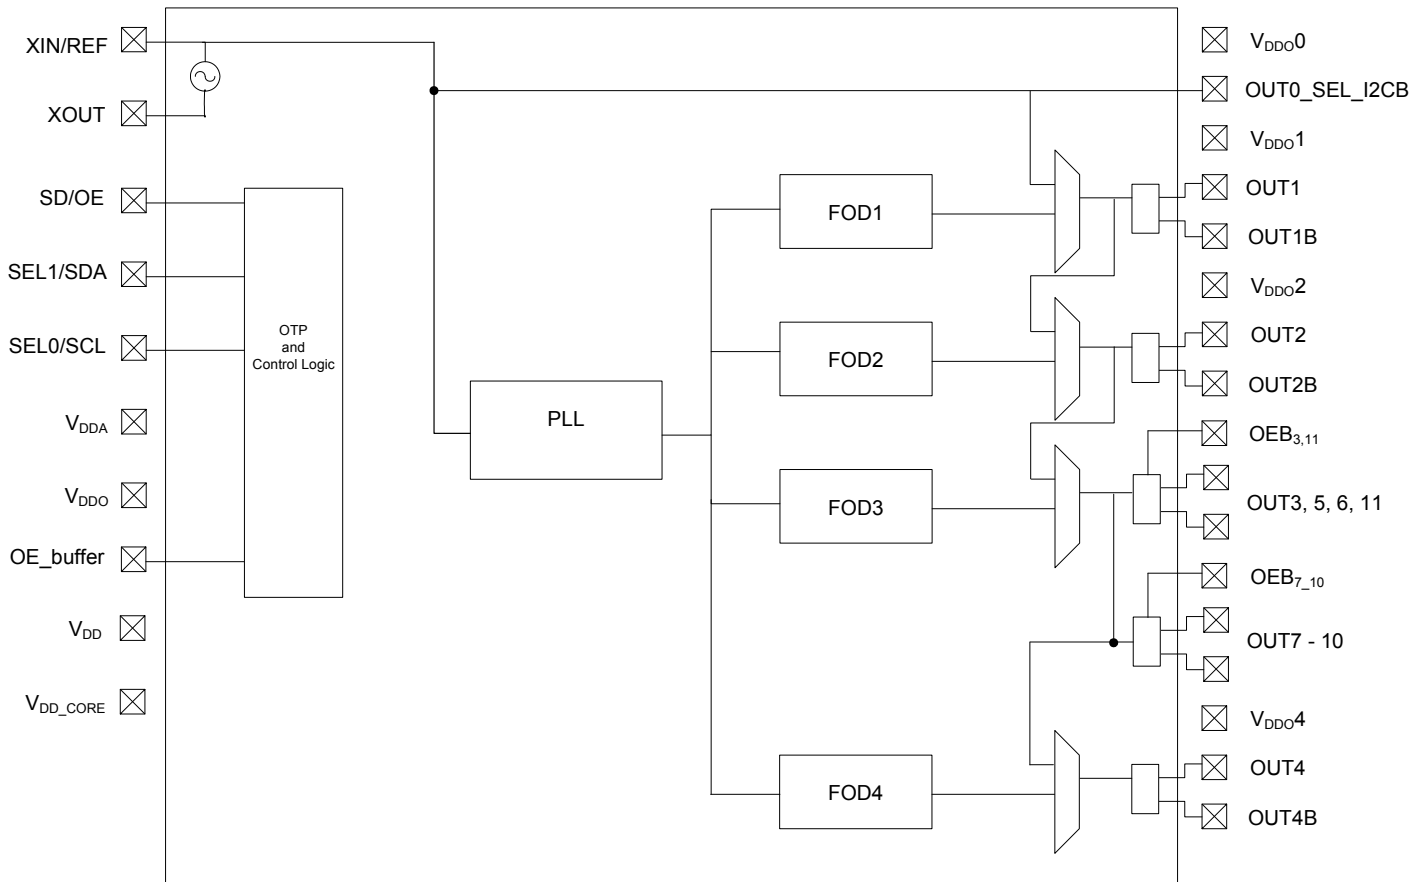 XIN/REF
XOUT
SD/OE
SEL1/SDA
SEL0/SCL
VDDA
VDDO
OE_buffer
VDD
VDD_CORE
OTP
and
Control Logic
PLL
FOD1
FOD2
FOD3
FOD4
VDDO0
OUT0_SEL_I2CB
VDDO1
OUT1
OUT1B
VDDO2
OUT2
OUT2B
OEB3,11
OUT3, 5, 6, 11
OEB7_10
OUT7 - 10
VDDO4
OUT4
OUT4B